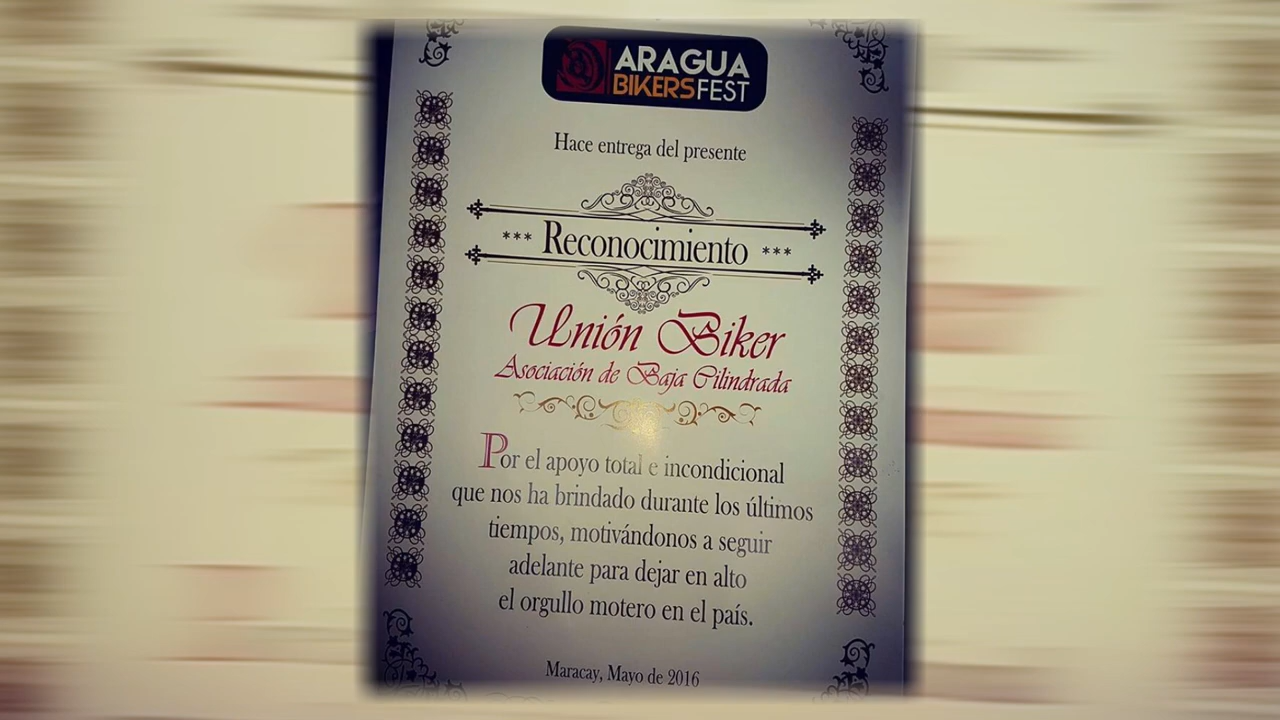 ARAGUA
BIKERSFEST
Hace entrega del presente
*** Reconocimiento ***
Unión Biker
Asociación de Baja Cilindrada
Por el apoyo total e incondicional
que nos ha brindado durante los últimos
tiempos, motivándonos a seguir
adelante para dejar en alto
el orgullo motero en el país.
Maracay, Mayo de 2016